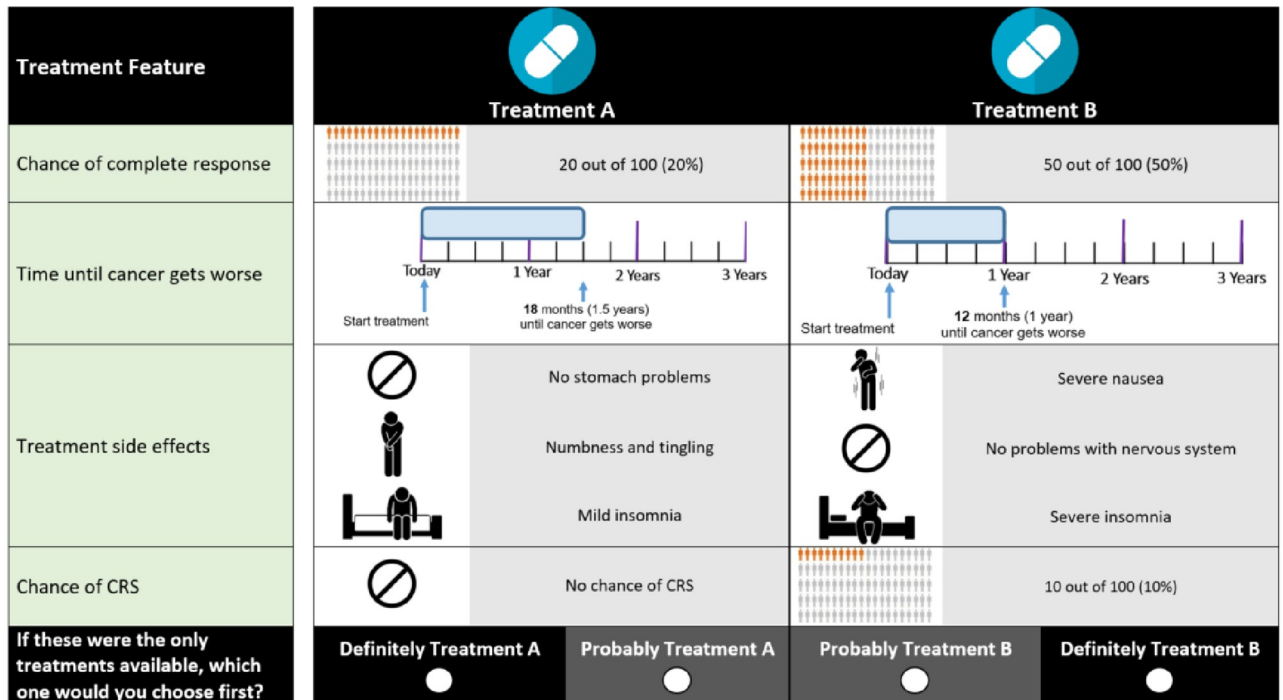 Treatment Feature
Treatment A
Treatment B
Chance of complete response
20 out of 100 (20%)
50 out of 100 (50%)
Time until cancer gets worse
Today
1 Year
2 Years
3 Years
Start treatment
18 months (1.5 years)
until cancer gets worse
Today
1 Year
2 Years
3 Years
Start treatment
12 months (1 year)
until cancer gets worse
Treatment side effects
No stomach problems
Severe nausea
Numbness and tingling
No problems with nervous system
Mild insomnia
Severe insomnia
Chance of CRS
No chance of CRS
10 out of 100 (10%)
If these were the only
treatments available, which
one would you choose first?
Definitely Treatment A
Probably Treatment A
Probably Treatment B
Definitely Treatment B